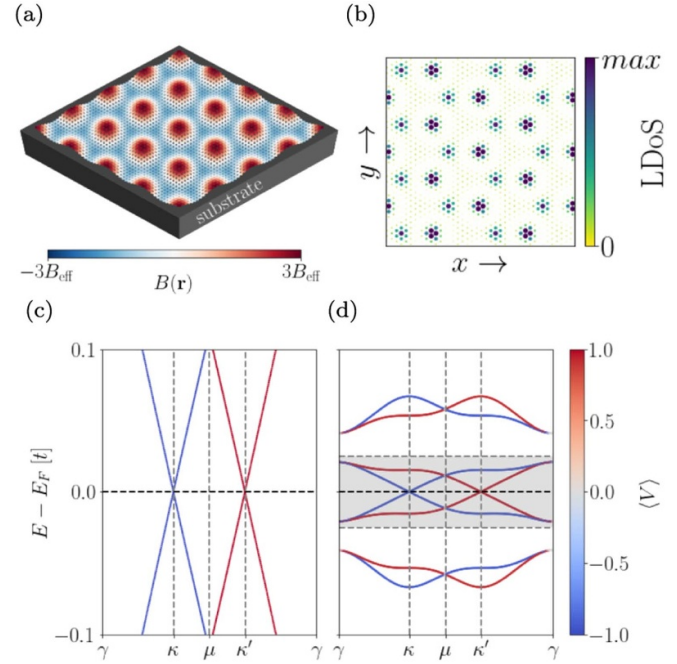 (a)
substrate
−3B_eff
3B_eff
B(r)
(b)
max
0
LDoS
y →
x →
(c)
0.1
0.0
−0.1
E − E_F [t]
γ κ μ κ′ γ
(d)
γ κ μ κ′ γ
1.0
0.5
0.0
−0.5
−1.0
⟨V⟩